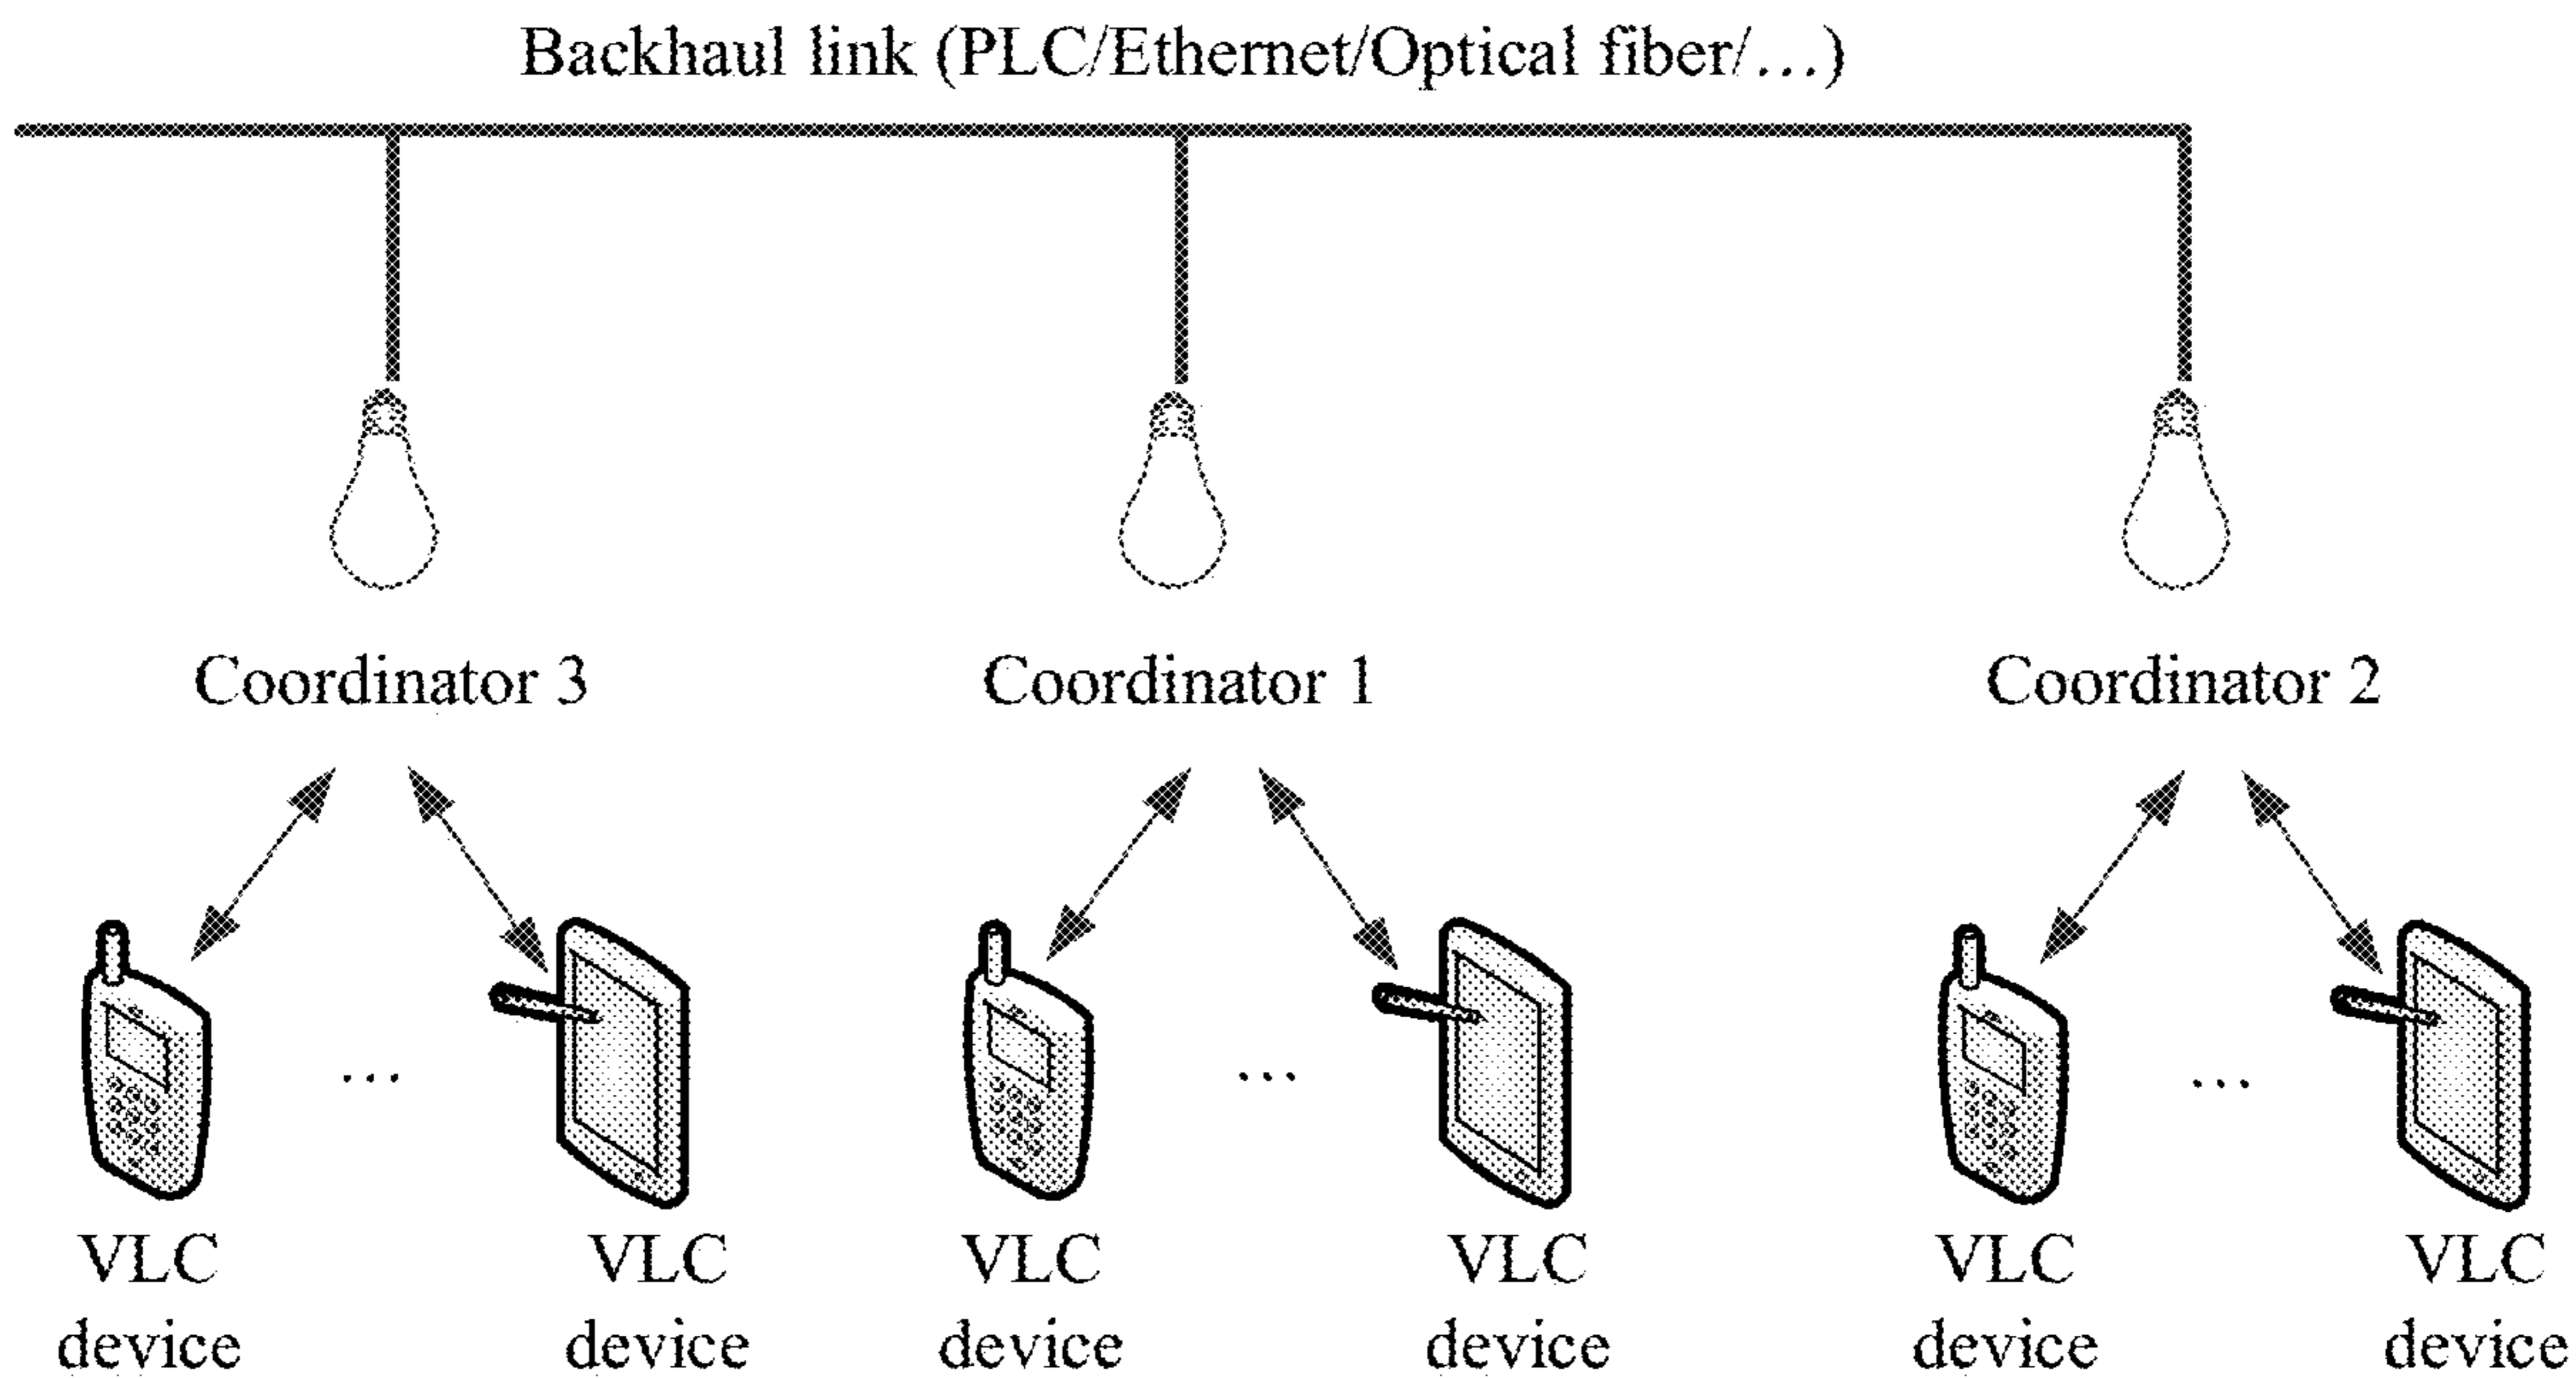 Backhaul link (PLC/Ethernet/Optical fiber/...)
Coordinator 3
Coordinator 1
Coordinator 2
...
...
...
VLC
device
VLC
device
VLC
device
VLC
device
VLC
device
VLC
device